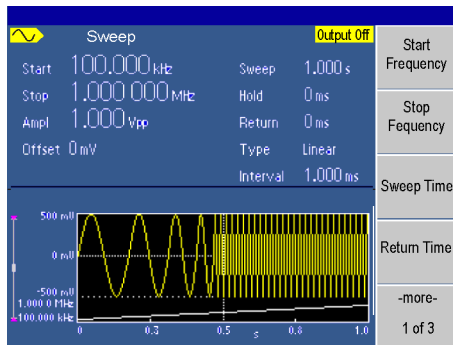 Sweep
Output Off
Start 100.000 kHz
Sweep 1.000 s
Stop 1.000 000 MHz
Hold 0 ms
Ampl 1.000 Vpp
Return 0 ms
Offset 0 mV
Type Linear
Interval 1.000 ms
Start
Frequency
Stop
Fequency
Sweep Time
Return Time
-more-
1 of 3
500 mV
0 mV
-500 mV
1.000 0 MHz
100.000 kHz
0 0.3 0.5 s 0.8 1.0